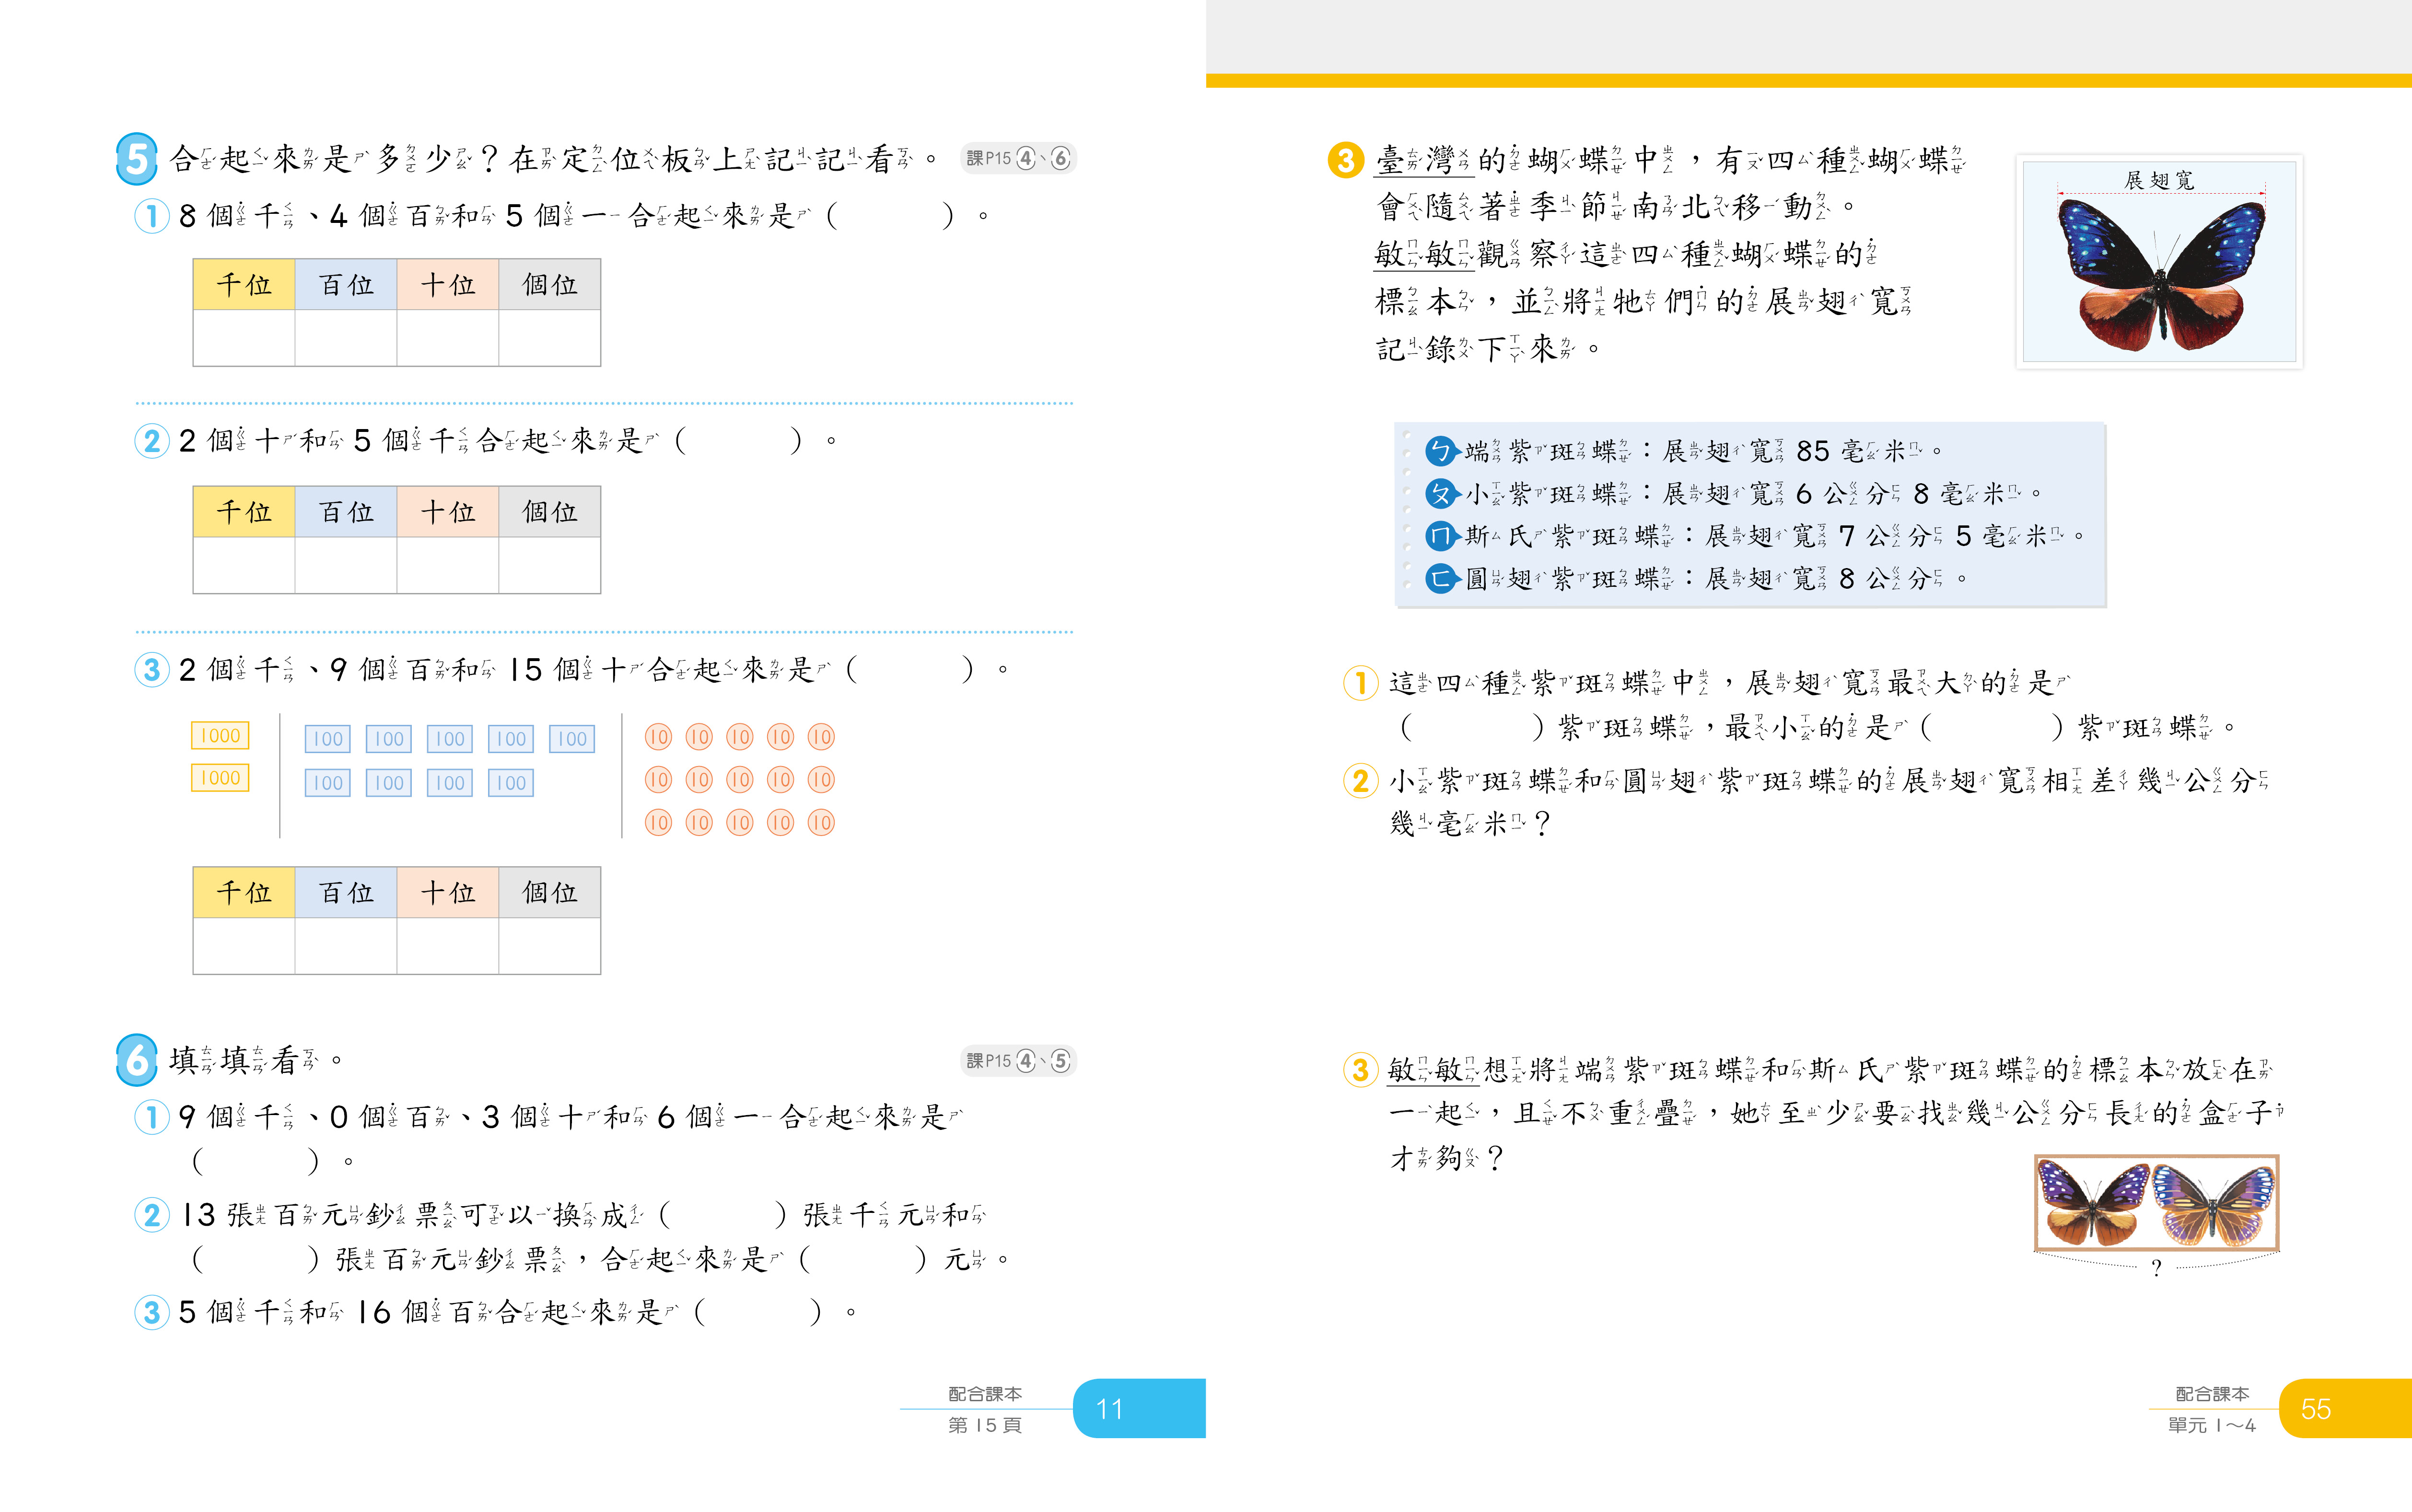 5 合起來是多少？在定位板上記記看。 課P15④、⑥
① 8 個千、4 個百和 5 個一合起來是（　　）。
千位 百位 十位 個位
② 2 個十和 5 個千合起來是（　　）。
千位 百位 十位 個位
③ 2 個千、9 個百和 15 個十合起來是（　　）。
1000 100 100 100 100 100 10 10 10 10 10
1000 100 100 100 100 10 10 10 10 10
10 10 10 10 10
千位 百位 十位 個位
6 填填看。 課P15④、⑤
① 9 個千、0 個百、3 個十和 6 個一合起來是
（　　）。
② 13 張百元鈔票可以換成（　　）張千元和
（　　）張百元鈔票，合起來是（　　）元。
③ 5 個千和 16 個百合起來是（　　）。
配合課本
第 15 頁
11
3 臺灣的蝴蝶中，有四種蝴蝶
會隨著季節南北移動。
敏敏觀察這四種蝴蝶的
標本，並將牠們的展翅寬
記錄下來。
展翅寬
ㄅ 端紫斑蝶：展翅寬 85 毫米。
ㄆ 小紫斑蝶：展翅寬 6 公分 8 毫米。
ㄇ 斯氏紫斑蝶：展翅寬 7 公分 5 毫米。
ㄈ 圓翅紫斑蝶：展翅寬 8 公分。
① 這四種紫斑蝶中，展翅寬最大的是
（　　）紫斑蝶，最小的是（　　）紫斑蝶。
② 小紫斑蝶和圓翅紫斑蝶的展翅寬相差幾公分
幾毫米？
③ 敏敏想將端紫斑蝶和斯氏紫斑蝶的標本放在
一起，且不重疊，她至少要找幾公分長的盒子
才夠？
？
配合課本
單元 1～4
55